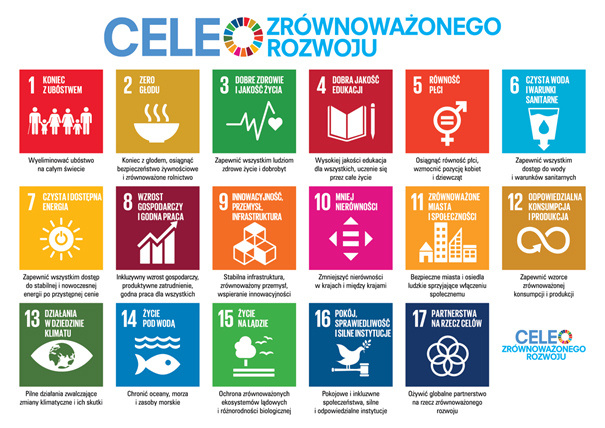 CELE ZRÓWNOWAŻONEGO
ROZWOJU
1 KONIEC
Z UBÓSTWEM
Wyeliminować ubóstwo
na całym świecie
2 ZERO
GŁODU
Koniec z głodem, osiągnąć
bezpieczeństwo żywnościowe
i zrównoważone rolnictwo
3 DOBRE ZDROWIE
I JAKOŚĆ ŻYCIA
Zapewnić wszystkim ludziom
zdrowe życie i dobrobyt
4 DOBRA JAKOŚĆ
EDUKACJI
Wysokiej jakości edukacja
dla wszystkich, uczenie się
przez całe życie
5 RÓWNOŚĆ
PŁCI
Osiągnąć równość płci,
wzmocnić pozycję kobiet
i dziewcząt
6 CZYSTA WODA
I WARUNKI
SANITARNE
Zapewnić wszystkim
dostęp do wody
i warunków sanitarnych
7 CZYSTA I DOSTĘPNA
ENERGIA
Zapewnić wszystkim dostęp
do stabilnej i nowoczesnej
energii po przystępnej cenie
8 WZROST
GOSPODARCZY
I GODNA PRACA
Inkluzywny wzrost gospodarczy,
produktywne zatrudnienie,
godna praca dla wszystkich
9 INNOWACYJNOŚĆ,
PRZEMYSŁ,
INFRASTRUKTURA
Stabilna infrastruktura,
zrównoważony przemysł,
wspieranie innowacyjności
10 MNIEJ
NIERÓWNOŚCI
Zmniejszyć nierówności
w krajach i między krajami
11 ZRÓWNOWAŻONE
MIASTA
I SPOŁECZNOŚCI
Bezpieczne miasta i osiedla
ludzkie sprzyjające włączeniu
społecznemu
12 ODPOWIEDZIALNA
KONSUMPCJA
I PRODUKCJA
Zapewnić wzorce
zrównoważonej
konsumpcji i produkcji
13 DZIAŁANIA
W DZIEDZINIE
KLIMATU
Pilne działania zwalczające
zmiany klimatyczne i ich skutki
14 ŻYCIE
POD WODĄ
Chronić oceany, morza
i zasoby morskie
15 ŻYCIE
NA LĄDZIE
Ochrona zrównoważonych
ekosystemów lądowych
i różnorodności biologicznej
16 POKÓJ,
SPRAWIEDLIWOŚĆ
I SILNE INSTYTUCJE
Pokojowe i inkluzywne
społeczeństwa, silne
i odpowiedzialne instytucje
17 PARTNERSTWA
NA RZECZ CELÓW
Ożywić globalne partnerstwo
na rzecz zrównoważonego
rozwoju
CELE
ZRÓWNOWAŻONEGO
ROZWOJU